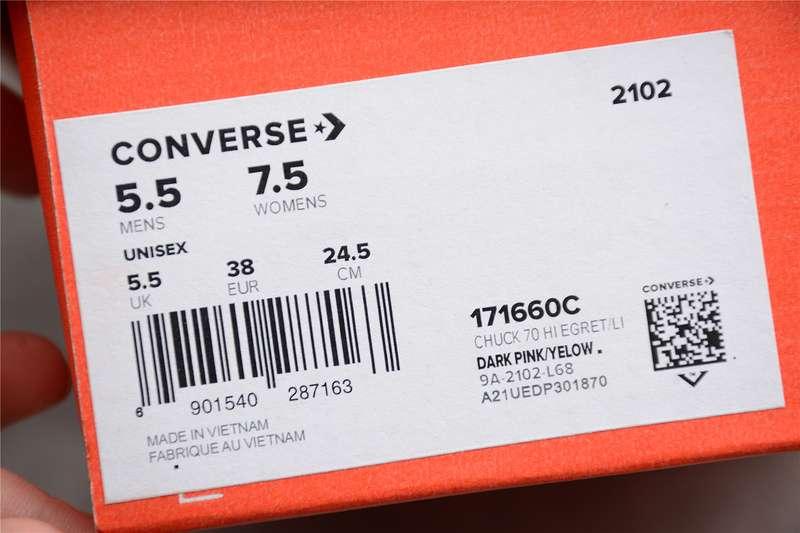 2102
CONVERSE
5.5 7.5
MENS WOMENS
UNISEX
5.5 38 24.5
UK EUR CM
6 901540 287163
MADE IN VIETNAM
FABRIQUE AU VIETNAM
171660C
CHUCK 70 HI EGRET/LI
DARK PINK/YELOW.
9A-2102-L68
A21UEDP301870
CONVERSE